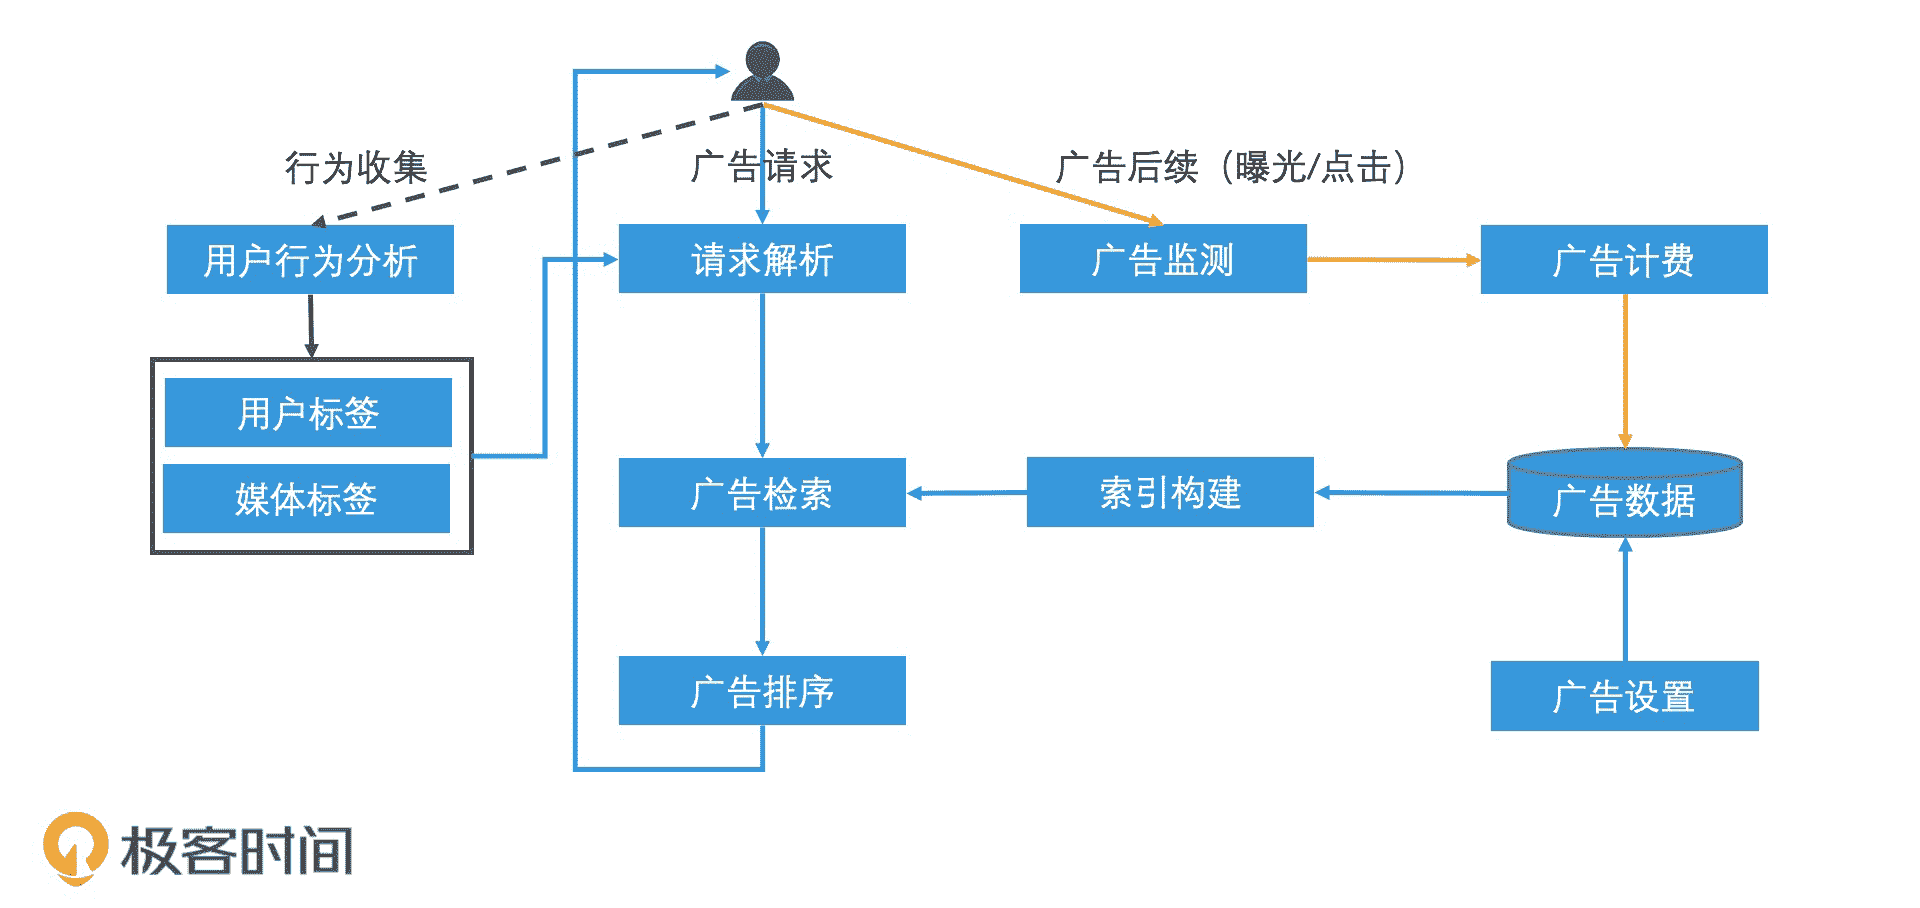 行为收集
广告请求
广告后续（曝光/点击）
用户行为分析
请求解析
广告监测
广告计费
用户标签
媒体标签
广告检索
索引构建
广告数据
广告排序
广告设置
极客时间